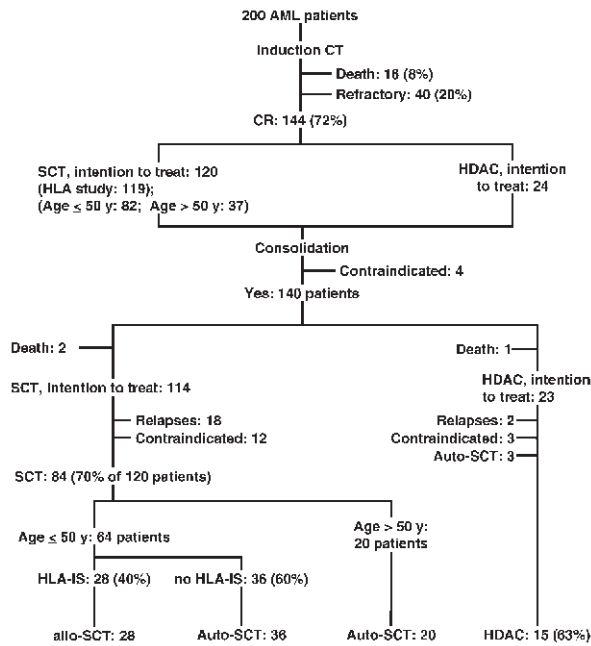 200 AML patients
Induction CT
Death: 16 (8%)
Refractory: 40 (20%)
CR: 144 (72%)
SCT, intention to treat: 120
(HLA study: 119);
(Age ≤ 50 y: 82; Age > 50 y: 37)
HDAC, intention
to treat: 24
Consolidation
Contraindicated: 4
Yes: 140 patients
Death: 2
SCT, Intention to treat: 114
Relapses: 18
Contraindicated: 12
SCT: 84 (70% of 120 patients)
Death: 1
HDAC, intention
to treat: 23
Relapses: 2
Contraindicated: 3
Auto-SCT: 3
Age ≤ 50 y: 64 patients
Age > 50 y:
20 patients
HLA-IS: 28 (40%)
no HLA-IS: 36 (60%)
allo-SCT: 28
Auto-SCT: 36
Auto-SCT: 20
HDAC: 15 (63%)